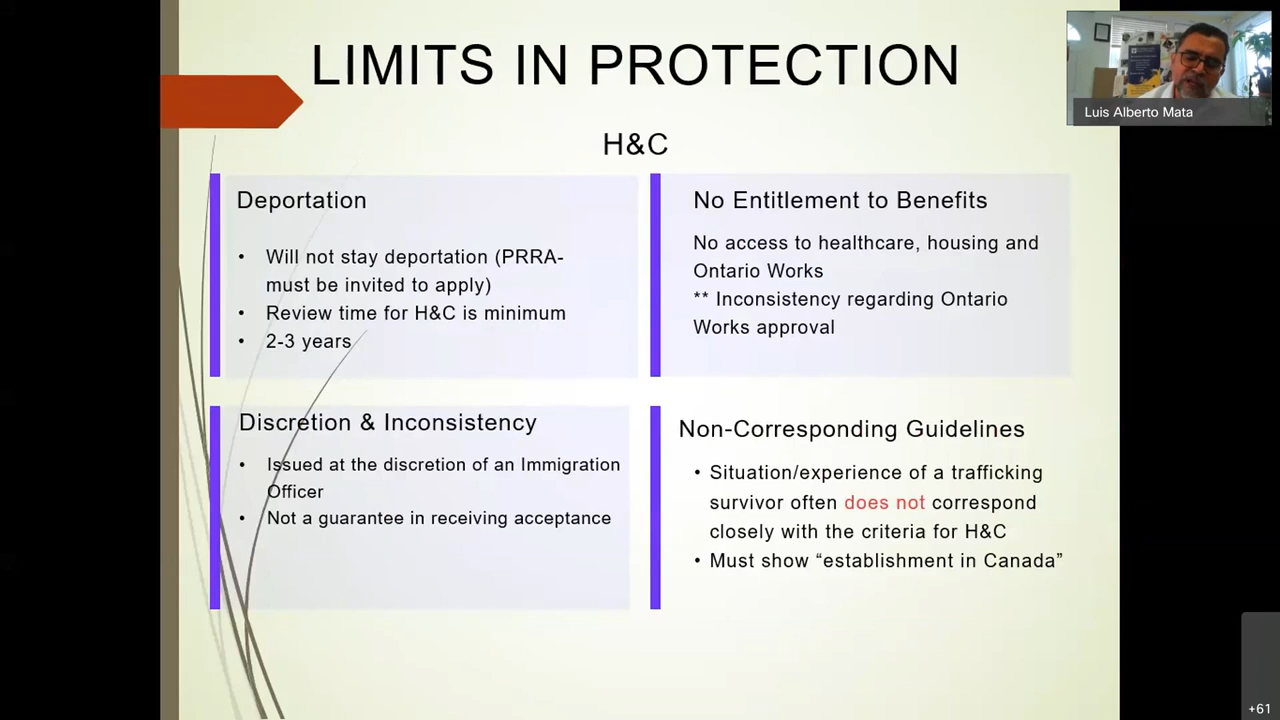 LIMITS IN PROTECTION
Luis Alberto Mata
H&C
Deportation
• Will not stay deportation (PRRA-
must be invited to apply)
• Review time for H&C is minimum
• 2-3 years
No Entitlement to Benefits
No access to healthcare, housing and
Ontario Works
** Inconsistency regarding Ontario
Works approval
Discretion & Inconsistency
• Issued at the discretion of an Immigration
Officer
• Not a guarantee in receiving acceptance
Non-Corresponding Guidelines
• Situation/experience of a trafficking
survivor often does not correspond
closely with the criteria for H&C
• Must show “establishment in Canada”
+61